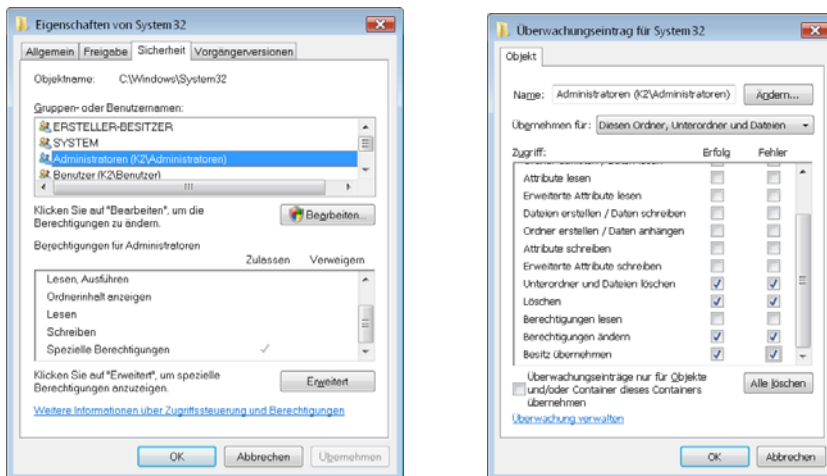 Eigenschaften von System32
Allgemein Freigabe Sicherheit Vorgängerversionen
Objektname: C:\Windows\System32
Gruppen- oder Benutzernamen:
ERSTELLER-BESITZER
SYSTEM
Administratoren (K2\Administratoren)
Benutzer (K2\Benutzer)
Klicken Sie auf "Bearbeiten", um die
Berechtigungen zu ändern.
Bearbeiten...
Berechtigungen für Administratoren
Zulassen Verweigern
Lesen, Ausführen
Ordnerinhalt anzeigen
Lesen
Schreiben
Spezielle Berechtigungen
Klicken Sie auf "Erweitert", um spezielle
Berechtigungen anzuzeigen.
Erweitert
Weitere Informationen über Zugriffssteuerung und Berechtigungen
OK Abbrechen Übernehmen
Überwachungseintrag für System32
Objekt
Name: Administratoren (K2\Administratoren) Ändern...
Übernehmen für: Diesen Ordner, Unterordner und Dateien
Zugriff: Erfolg Fehler
Attribute lesen
Erweiterte Attribute lesen
Dateien erstellen / Daten schreiben
Ordner erstellen / Daten anhängen
Attribute schreiben
Erweiterte Attribute schreiben
Unterordner und Dateien löschen
Löschen
Berechtigungen lesen
Berechtigungen ändern
Besitz übernehmen
Überwachungseinträge nur für Objekte
und/oder Container dieses Containers
übernehmen
Alle löschen
Überwachung verwalten
OK Abbrechen